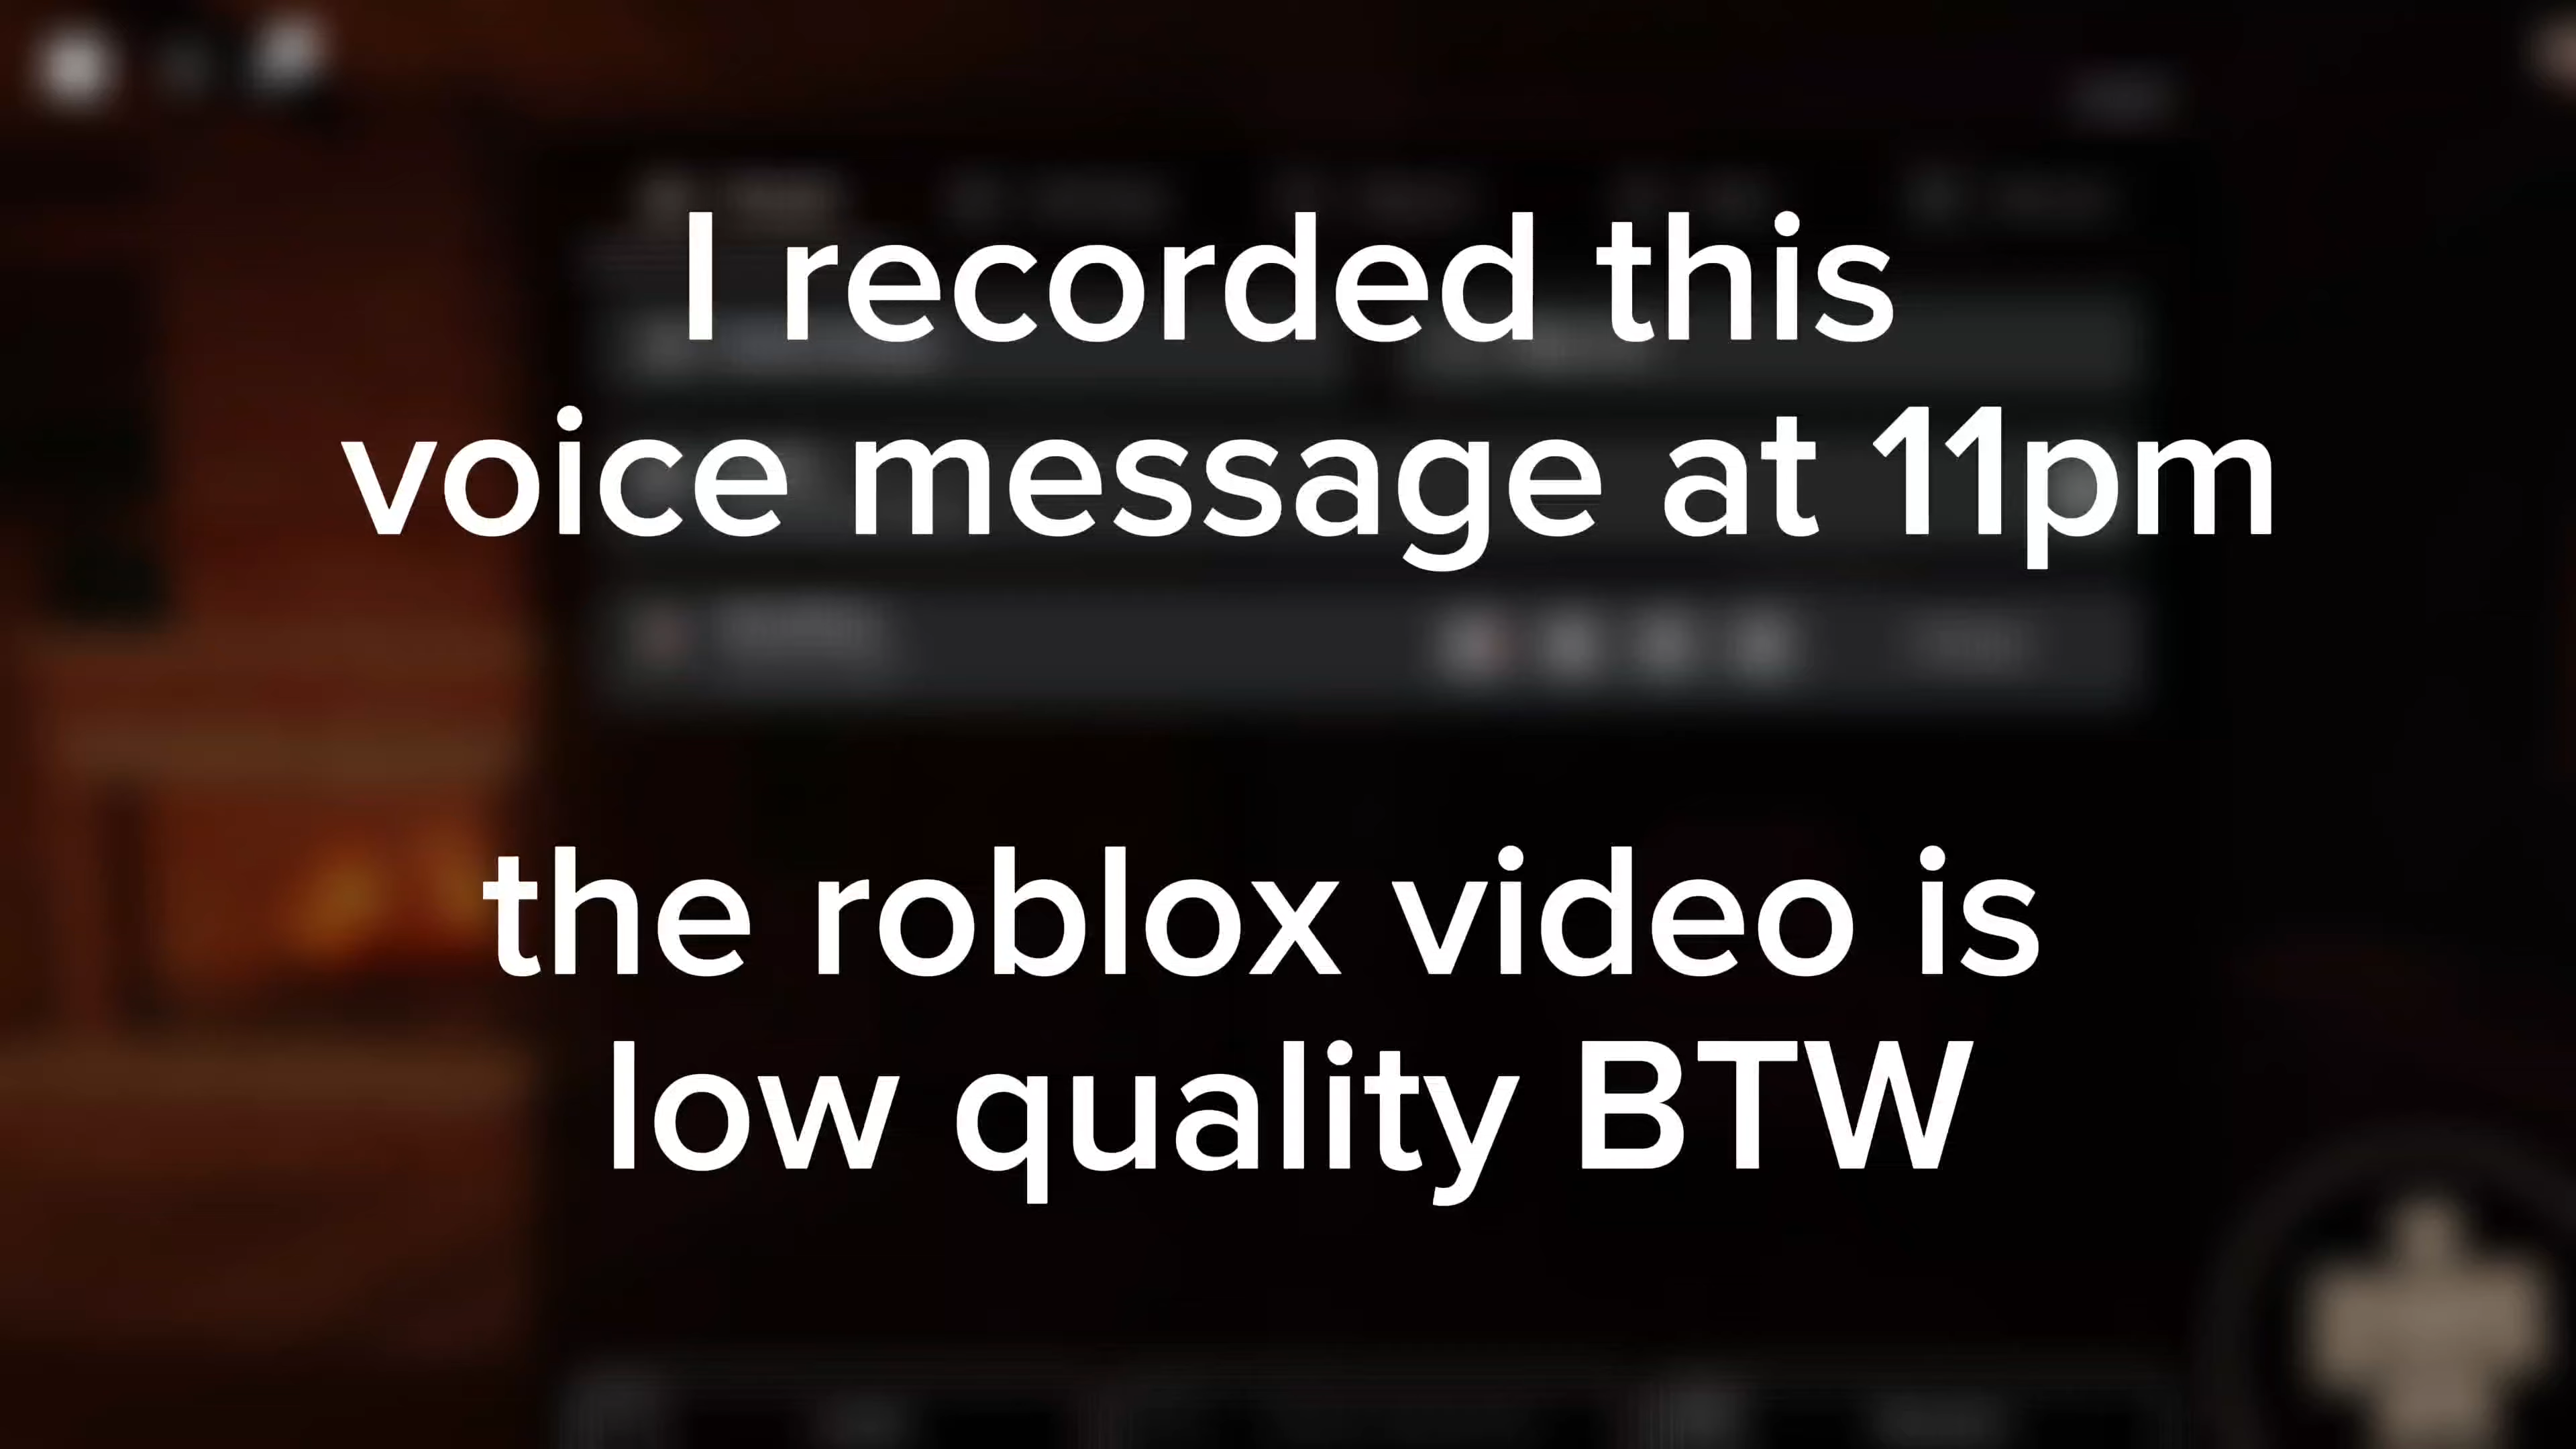 I recorded this
voice message at 11pm
the roblox video is
low quality BTW